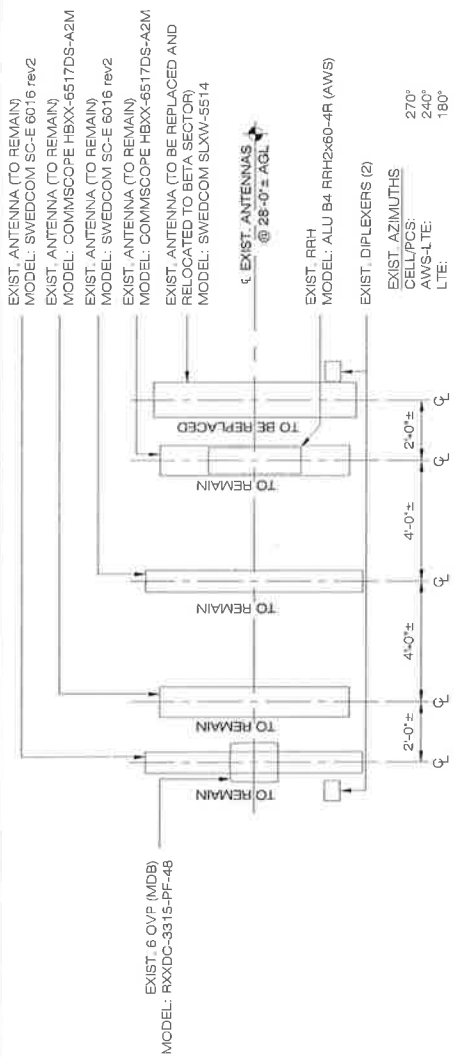 EXIST. ANTENNA (TO REMAIN)
MODEL: SWEDCOM SC-E 6016 rev2
EXIST. ANTENNA (TO REMAIN)
MODEL: COMMSCOPE HBXX-6517DS-A2M
EXIST. ANTENNA (TO REMAIN)
MODEL: SWEDCOM SC-E 6016 rev2
EXIST. ANTENNA (TO REMAIN)
MODEL: COMMSCOPE HBXX-6517DS-A2M
EXIST. ANTENNA (TO BE REPLACED AND
RELOCATED TO BETA SECTOR)
MODEL: SWEDCOM SLXW-5514
℄ EXIST. ANTENNAS
@ 28'-0"± AGL
EXIST. RRH
MODEL: ALU B4 RRH2x60-4R (AWS)
EXIST. DIPLEXERS (2)
EXIST. AZIMUTHS
CELL/PCS: 270°
AWS-LTE: 240°
LTE: 180°
EXIST. 6 OVP (MDB)
MODEL: RXXDC-3315-PF-48
TO REMAIN
TO REMAIN
TO REMAIN
TO REMAIN
TO BE REPLACED
2'-0"±
4'-0"±
4'-0"±
2'-0"±
℄
℄
℄
℄
℄